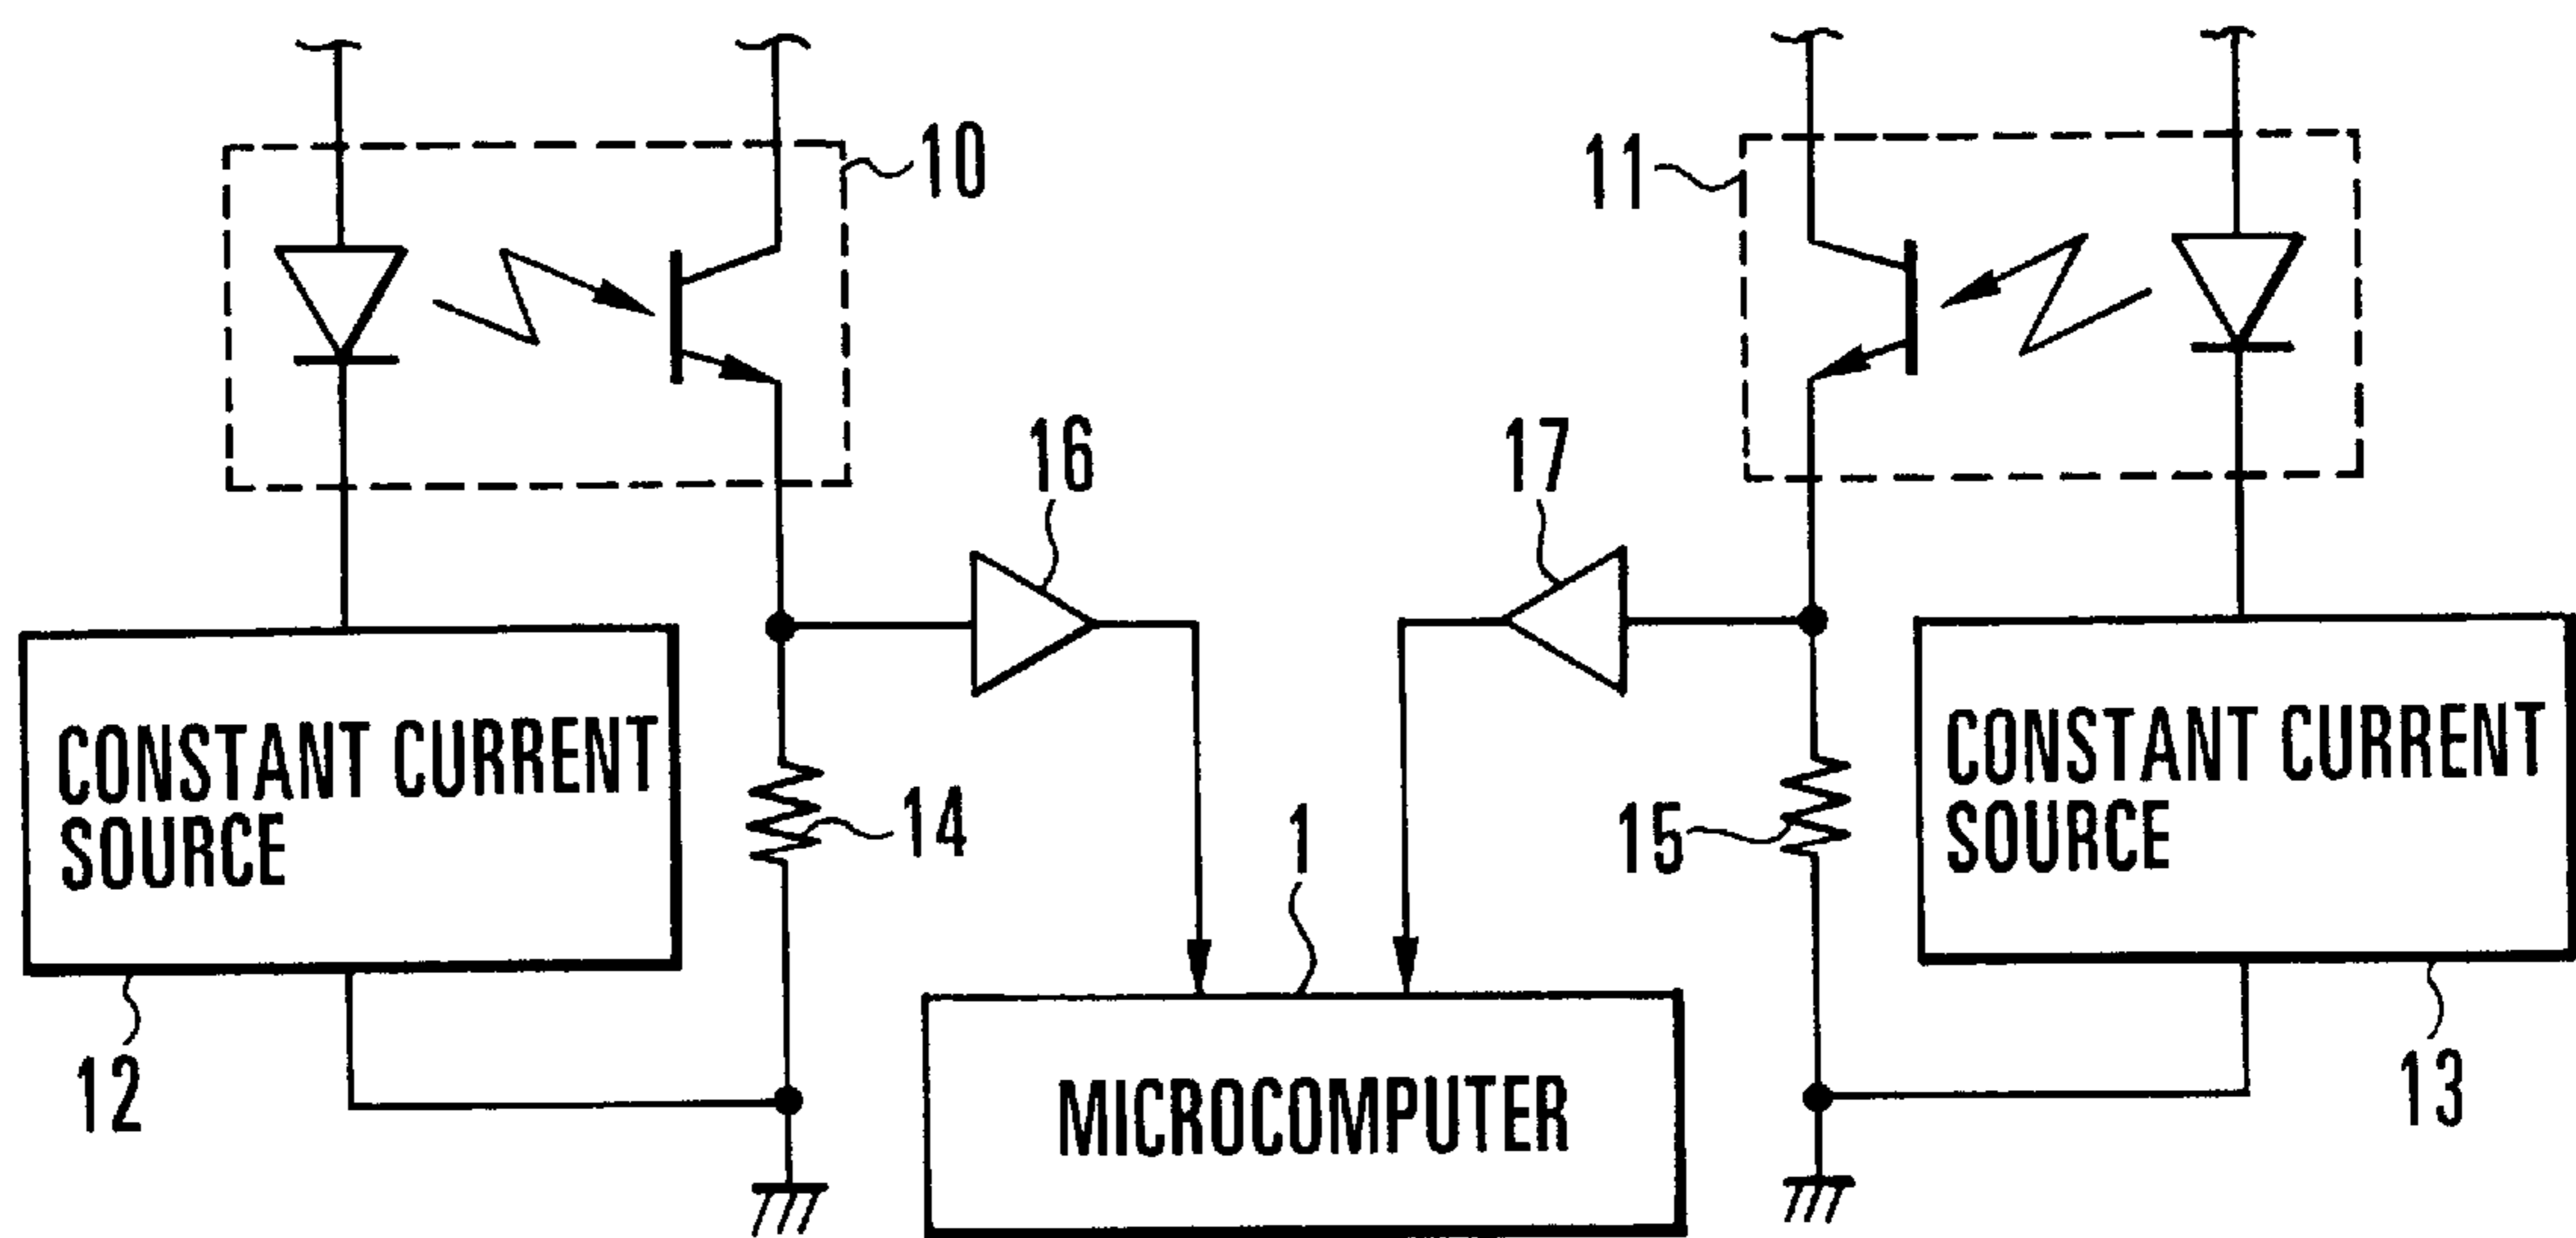 10
11
16
17
CONSTANT CURRENT
SOURCE
14
1
15
CONSTANT CURRENT
SOURCE
12
MICROCOMPUTER
13